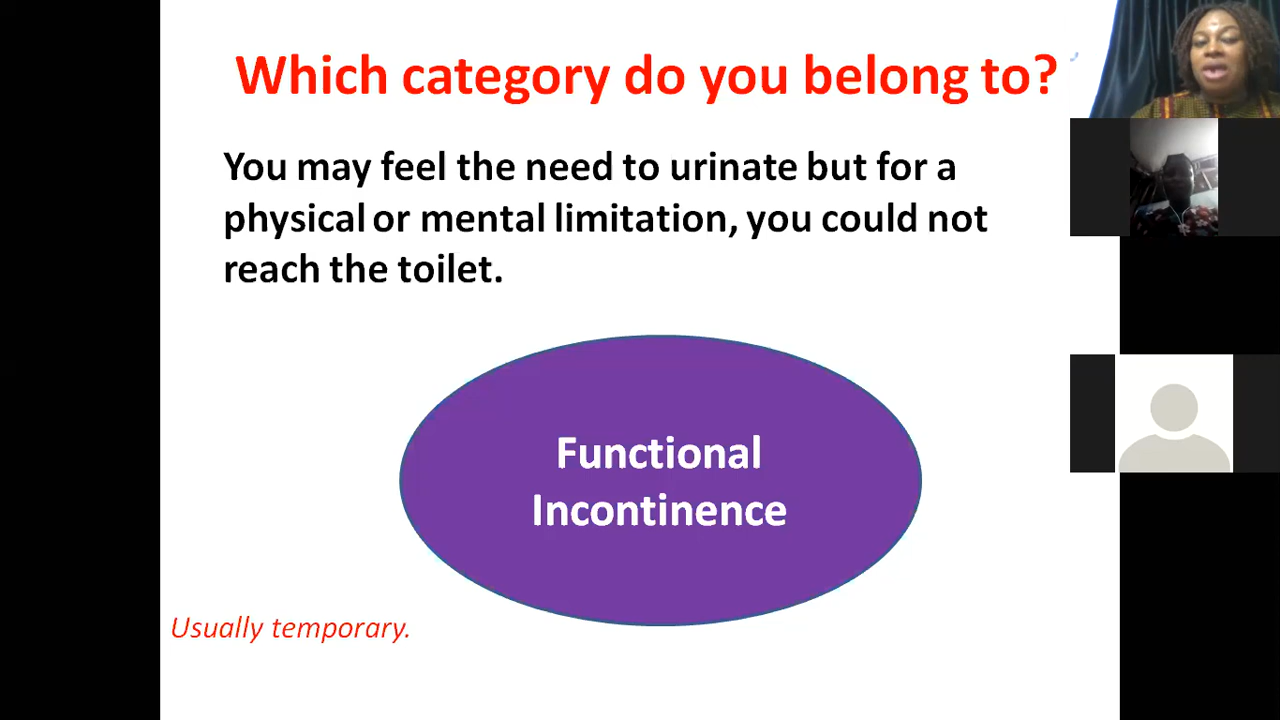 Which category do you belong to?
You may feel the need to urinate but for a
physical or mental limitation, you could not
reach the toilet.
Functional
Incontinence
Usually temporary.